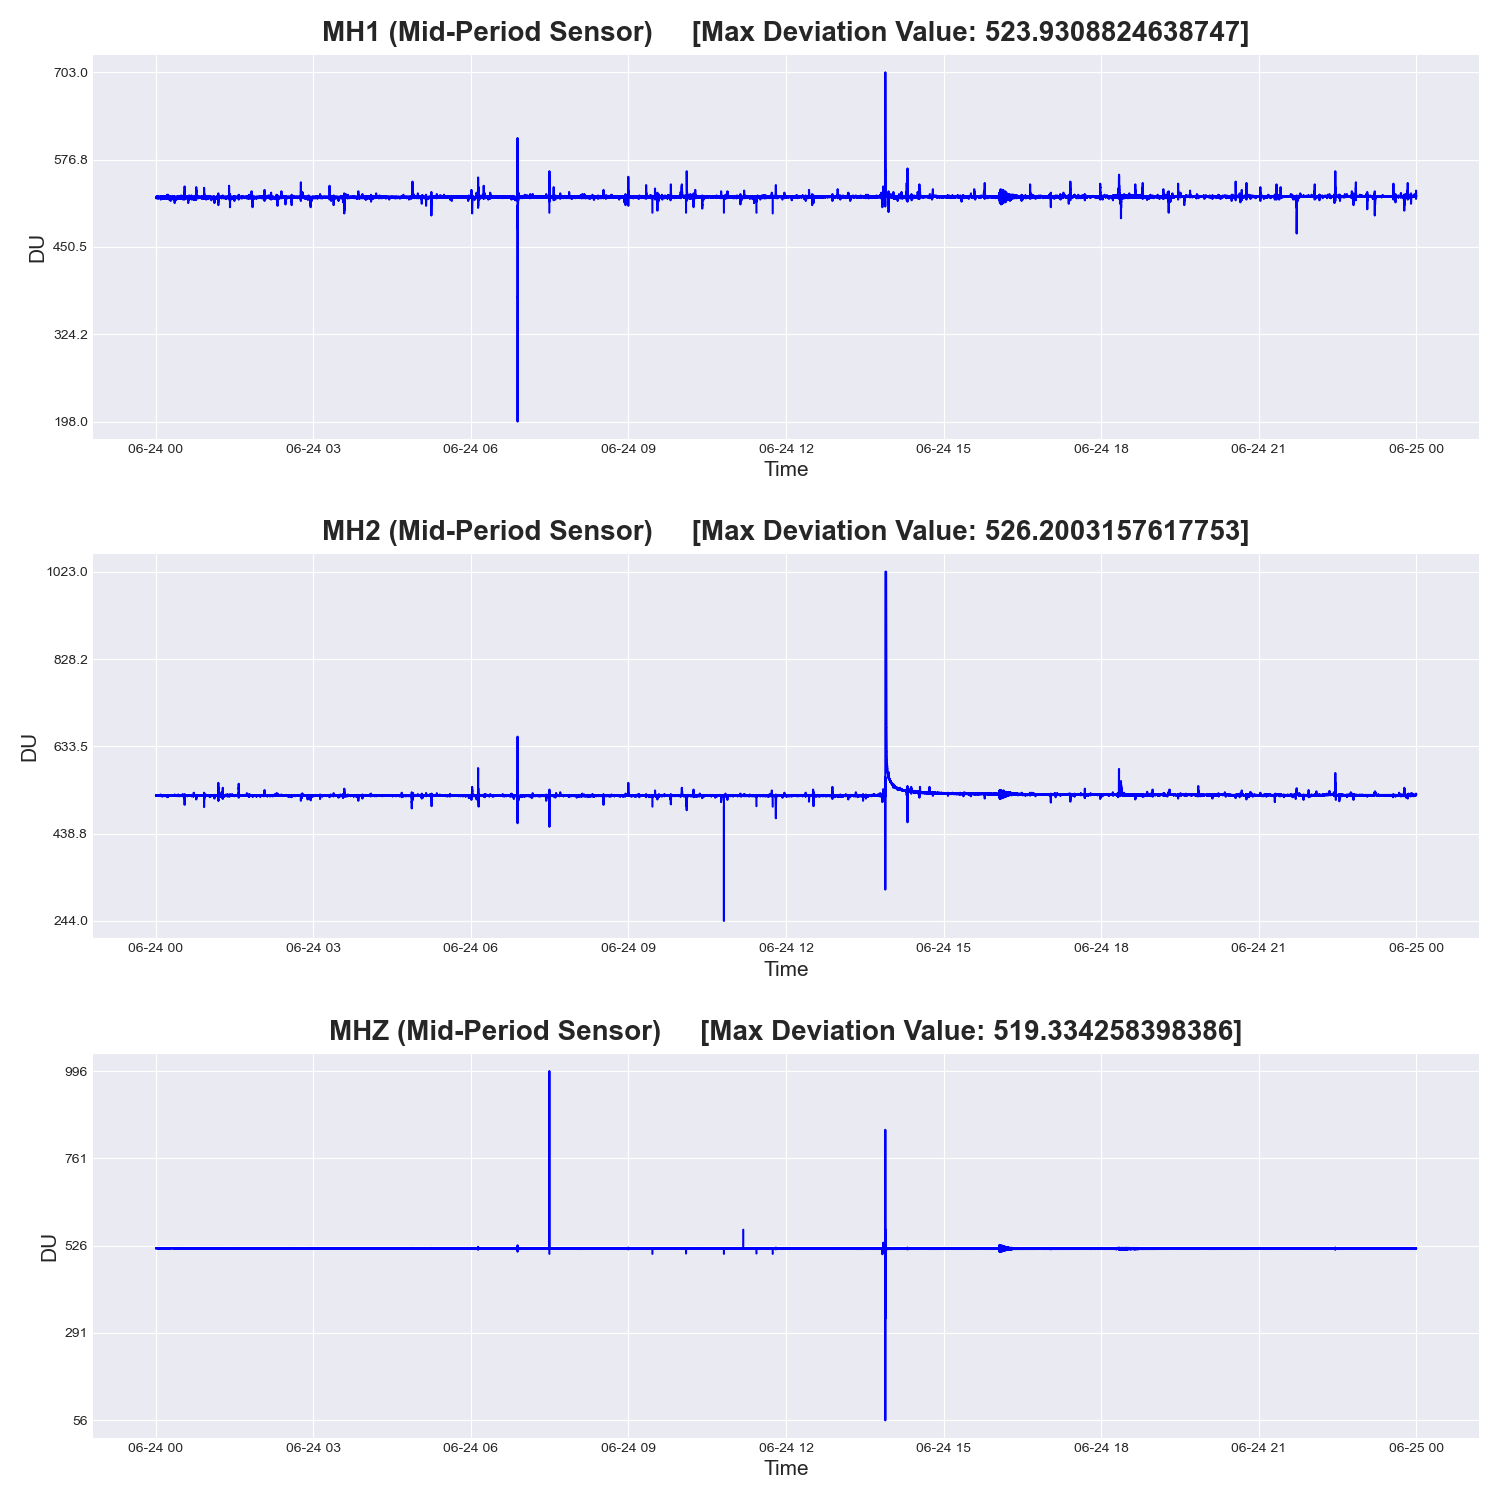 MH1 (Mid-Period Sensor) [Max Deviation Value: 523.9308824638747]
703.0
576.8
450.5
324.2
198.0
DU
06-24 00 06-24 03 06-24 06 06-24 09 06-24 12 06-24 15 06-24 18 06-24 21 06-25 00
Time
MH2 (Mid-Period Sensor) [Max Deviation Value: 526.2003157617753]
1023.0
828.2
633.5
438.8
244.0
DU
06-24 00 06-24 03 06-24 06 06-24 09 06-24 12 06-24 15 06-24 18 06-24 21 06-25 00
Time
MHZ (Mid-Period Sensor) [Max Deviation Value: 519.334258398386]
996
761
526
291
56
DU
06-24 00 06-24 03 06-24 06 06-24 09 06-24 12 06-24 15 06-24 18 06-24 21 06-25 00
Time